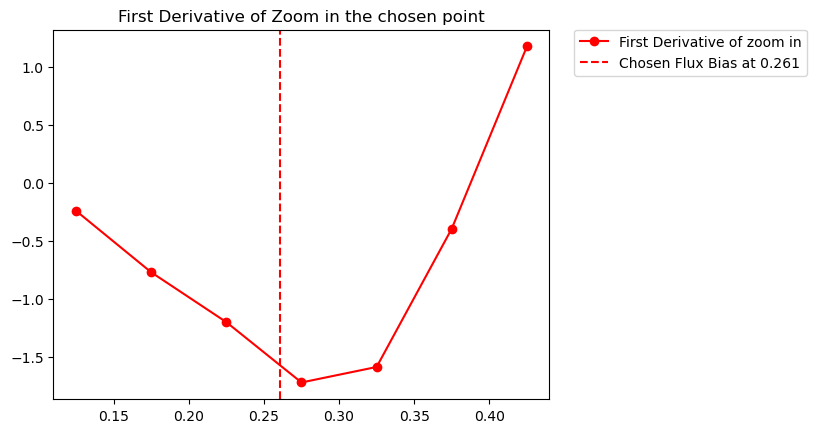 First Derivative of Zoom in the chosen point
First Derivative of zoom in
Chosen Flux Bias at 0.261
1.0
0.5
0.0
−0.5
−1.0
−1.5
0.15 0.20 0.25 0.30 0.35 0.40